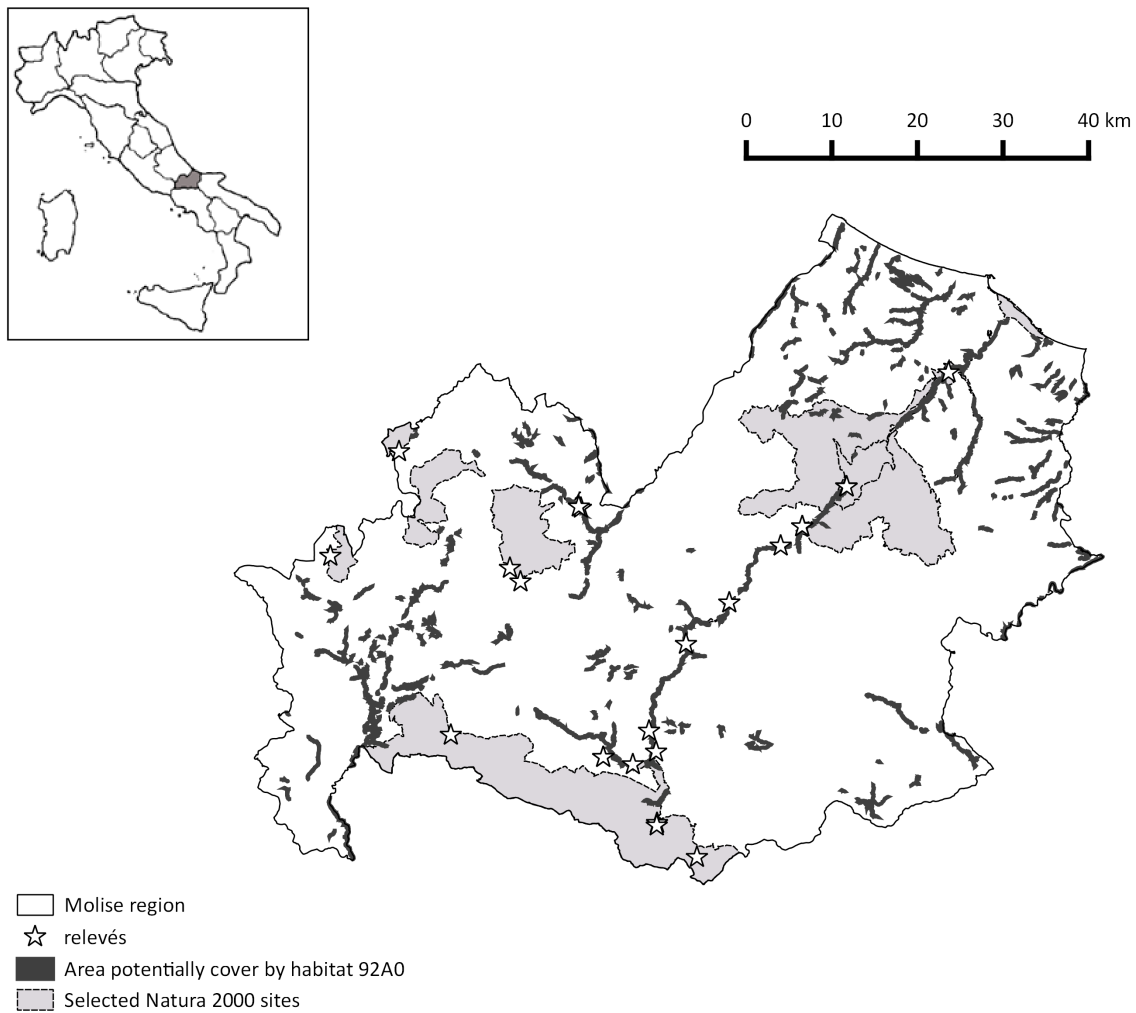 0 10 20 30 40 km
Molise region
relevés
Area potentially cover by habitat 92A0
Selected Natura 2000 sites